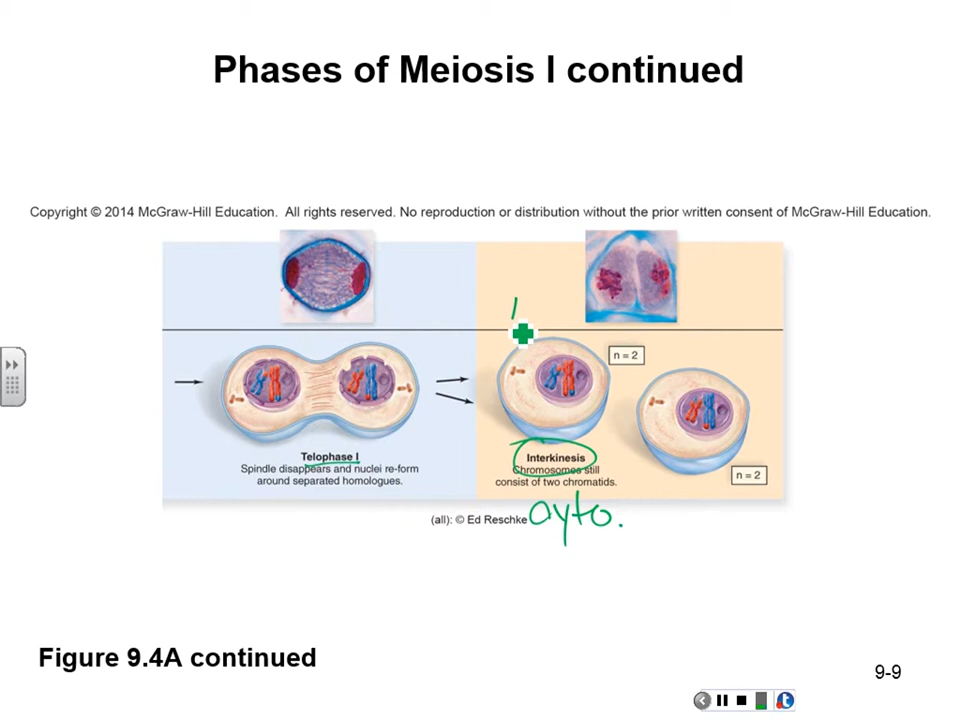 Phases of Meiosis I continued
Copyright © 2014 McGraw-Hill Education. All rights reserved. No reproduction or distribution without the prior written consent of McGraw-Hill Education.
n = 2
Telophase I
Spindle disappears and nuclei re-form
around separated homologues.
Interkinesis
Chromosomes still
consist of two chromatids.
n = 2
(all): © Ed Reschke
cyto.
Figure 9.4A continued
9-9